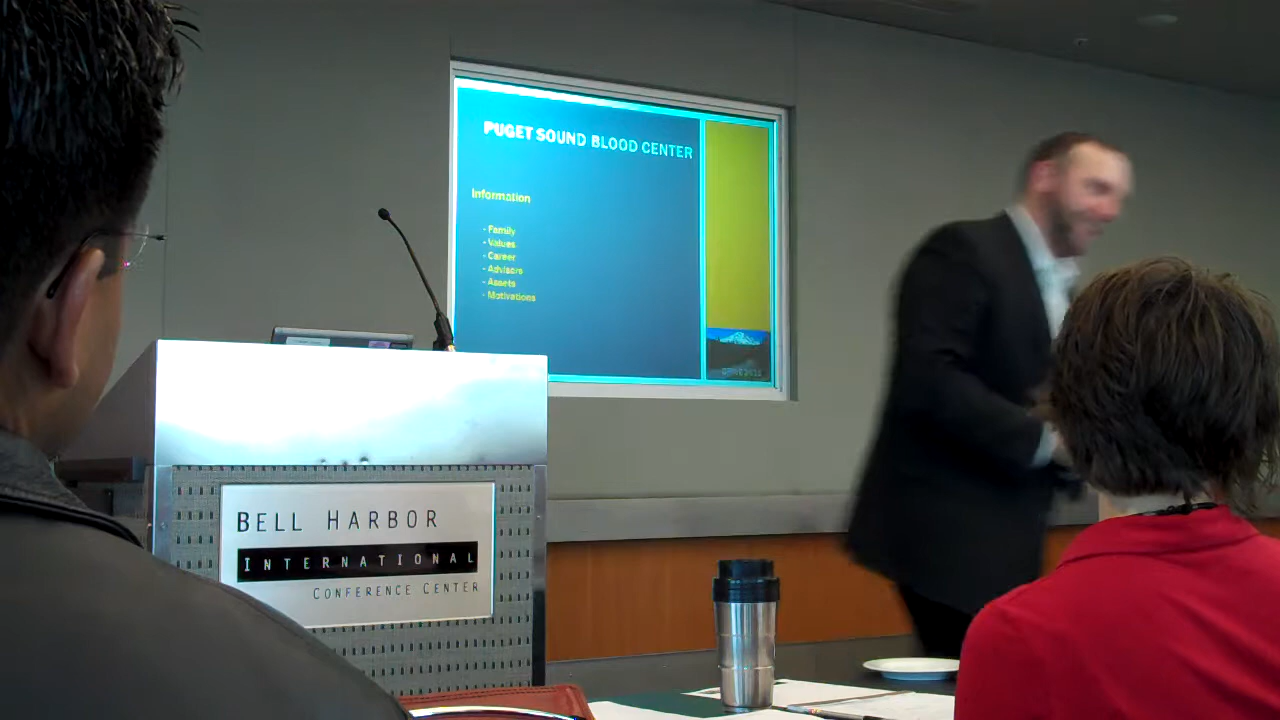 PUGET SOUND BLOOD CENTER
Information
- Family
- Values
- Career
- Advisors
- Assets
- Motivations
BELL HARBOR
INTERNATIONAL
CONFERENCE CENTER